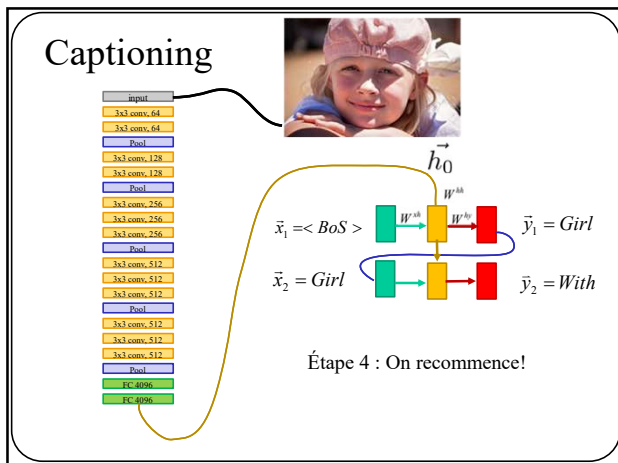 Captioning
input
3x3 conv, 64
3x3 conv, 64
Pool
3x3 conv, 128
3x3 conv, 128
Pool
3x3 conv, 256
3x3 conv, 256
3x3 conv, 256
Pool
3x3 conv, 512
3x3 conv, 512
3x3 conv, 512
Pool
3x3 conv, 512
3x3 conv, 512
3x3 conv, 512
Pool
FC 4096
FC 4096
h⃗₀
W^{hh}
x⃗₁ =< BoS > W^{xh} W^{hy} y⃗₁ = Girl
x⃗₂ = Girl y⃗₂ = With
Étape 4 : On recommence!